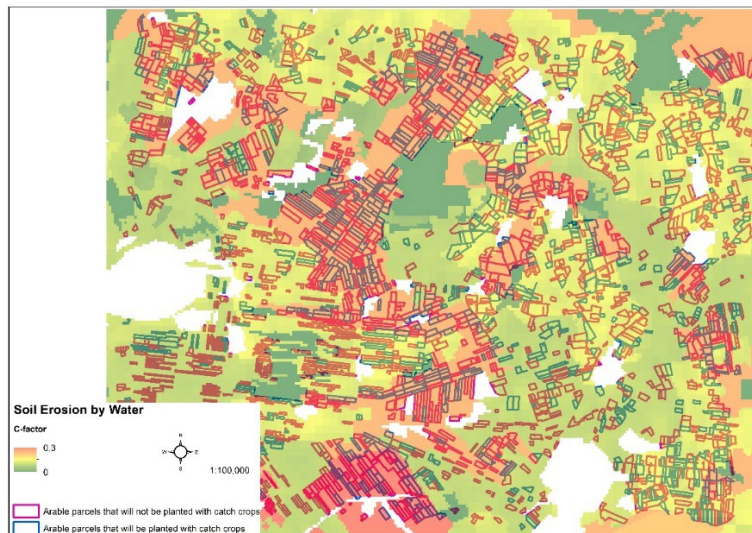 Soil Erosion by Water
C-factor
0.3
0
N
W E
S
1:100,000
Arable parcels that will not be planted with catch crops
Arable parcels that will be planted with catch crops